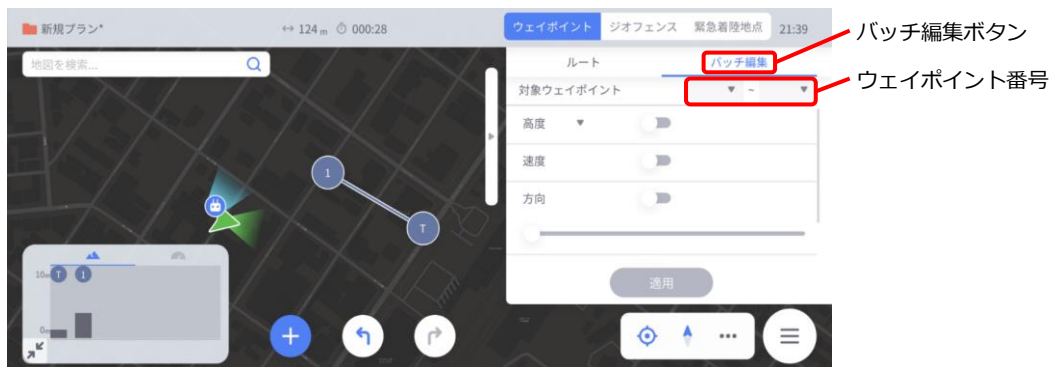 新規プラン*
↔ 124 m 000:28
ウェイポイント ジオフェンス 緊急着陸地点 21:39
地図を検索...
ルート バッチ編集
対象ウェイポイント ▼ ~ ▼
高度 ▼
速度
方向
適用
1
T
10m T 1
0m
バッチ編集ボタン
ウェイポイント番号